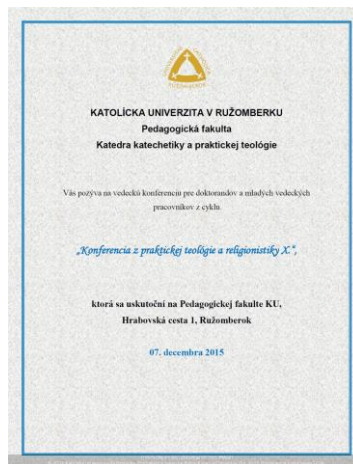 KATOLÍCKA UNIVERZITA V RUŽOMBERKU
Pedagogická fakulta
Katedra katechetiky a praktickej teológie
Vás pozýva na vedeckú konferenciu pre doktorandov a mladých vedeckých
pracovníkov z cyklu
„Konferencia z praktickej teológie a religionistiky X.“,
ktorá sa uskutoční na Pedagogickej fakulte KU,
Hrabovská cesta 1, Ružomberok
07. decembra 2015